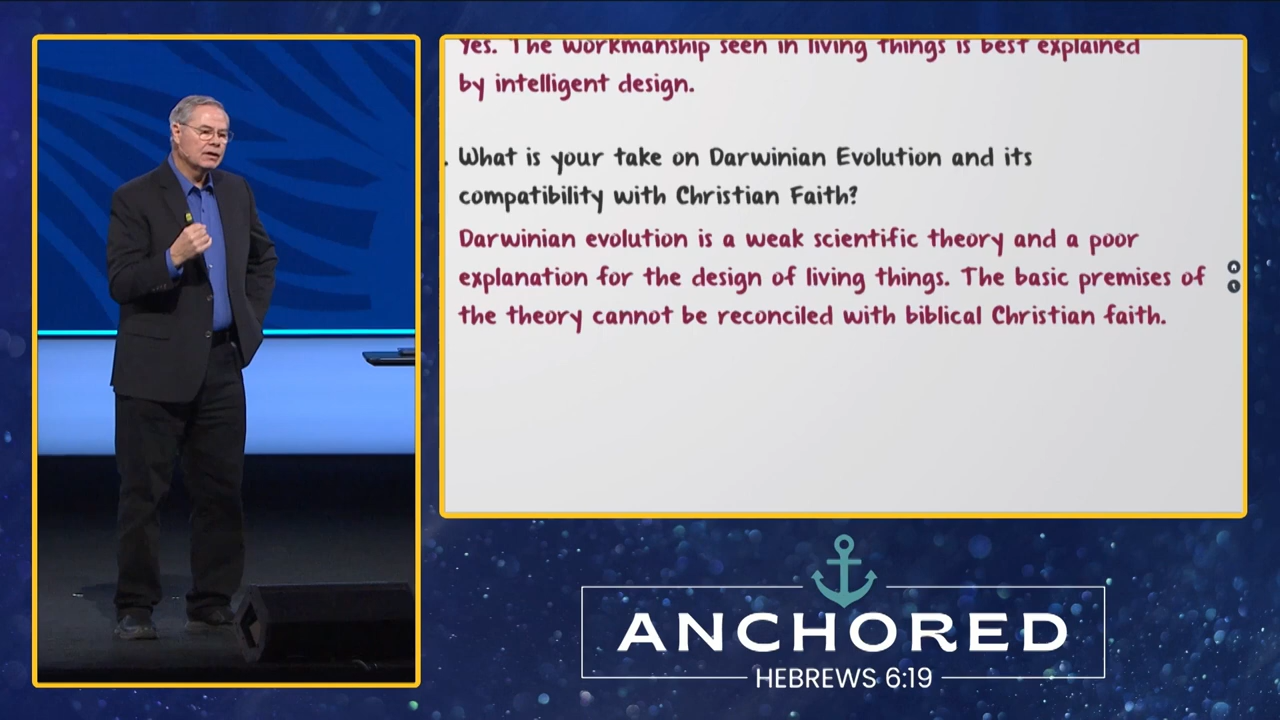 Yes. The workmanship seen in living things is best explained
by intelligent design.
. What is your take on Darwinian Evolution and its
compatibility with Christian Faith?
Darwinian evolution is a weak scientific theory and a poor
explanation for the design of living things. The basic premises of
the theory cannot be reconciled with biblical Christian faith.
ANCHORED
HEBREWS 6:19